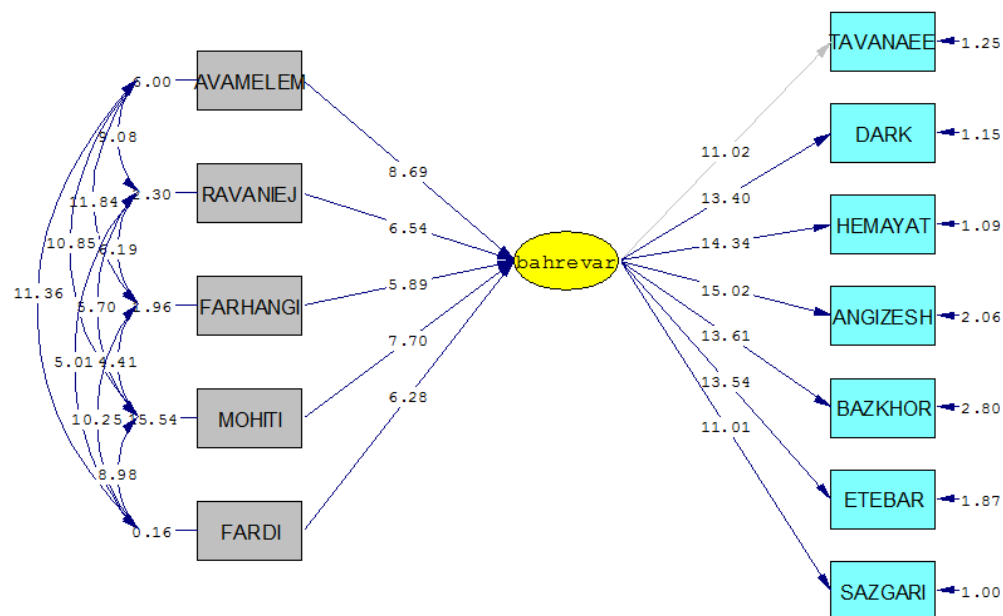 TAVANAEE
1.25
6.00
AVAMELEM
9.08
DARK
1.15
11.02
8.69
13.40
.30
RAVANIEJ
11.84
HEMAYAT
1.09
6.54
14.34
10.85
6.19
bahrevar
11.36
5.89
15.02
5.70
.96
FARHANGI
ANGIZESH
2.06
7.70
13.61
5.01
4.41
13.54
6.28
BAZKHOR
2.80
10.25
15.54
MOHITI
11.01
8.98
ETEBAR
1.87
0.16
FARDI
SAZGARI
1.00